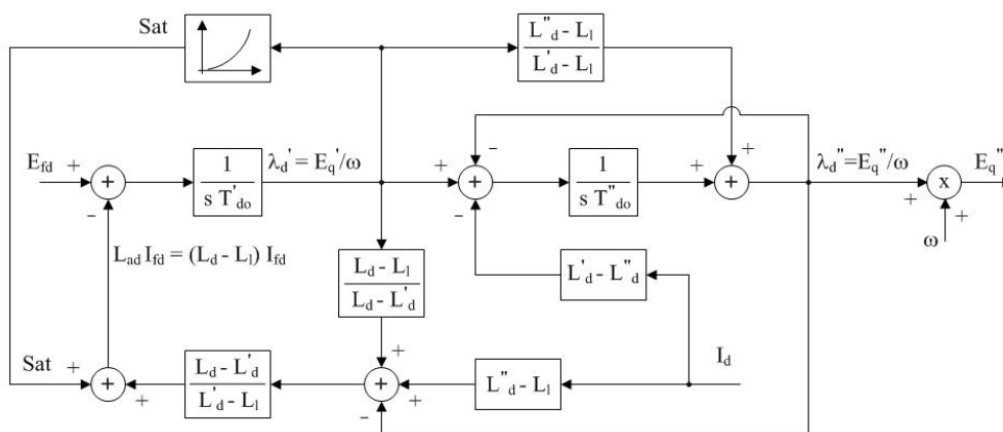 Sat
L"d - Ll
L'd - Ll
-
+
Efd
+
+
-
1
s T'do
λd' = Eq'/ω
+
+
-
1
s T"do
+
+
λd"=Eq"/ω
+
x
+
Eq"
ω
Lad Ifd = (Ld - Ll) Ifd
Ld - Ll
Ld - L'd
L'd - L"d
+
Id
Sat
+
+
+
Ld - L'd
L'd - Ll
+
+
-
L"d - Ll